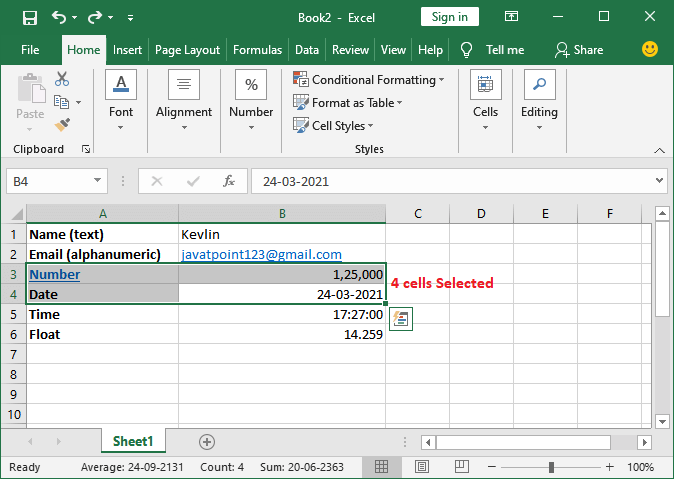 Book2 - Excel
Sign in
File Home Insert Page Layout Formulas Data Review View Help Tell me Share
Paste
Clipboard
A
Font
Alignment
%
Number
Conditional Formatting
Format as Table
Cell Styles
Styles
Cells
Editing
B4
fx
24-03-2021
A B C D E F
1 Name (text) Kevlin
2 Email (alphanumeric) javatpoint123@gmail.com
3 Number 1,25,000
4 cells Selected
4 Date 24-03-2021
5 Time 17:27:00
6 Float 14.259
7
8
9
10
Sheet1
Ready Average: 24-09-2131 Count: 4 Sum: 20-06-2363 100%